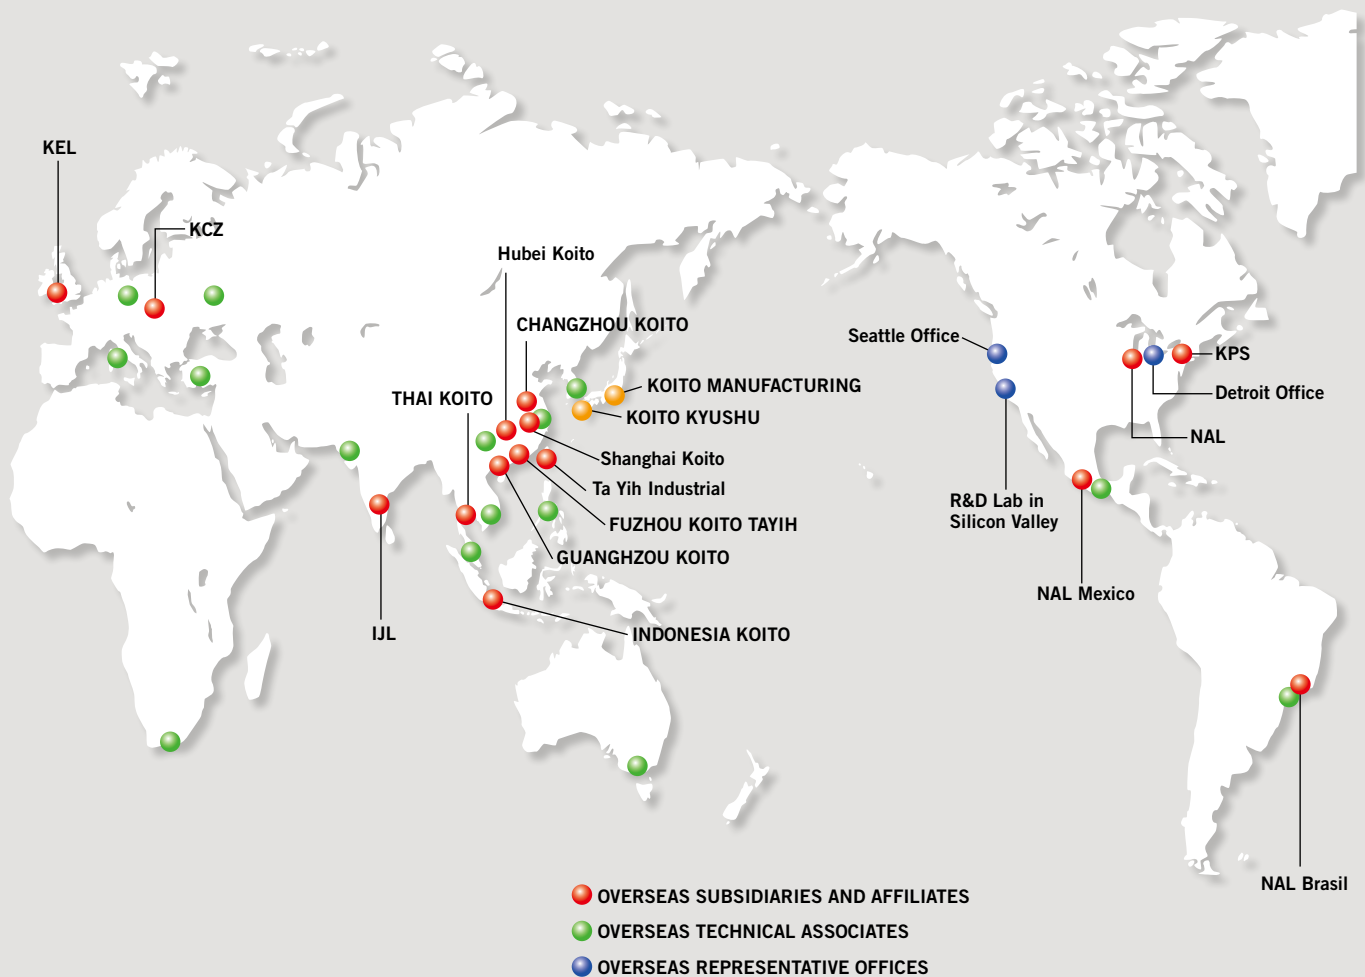 KEL
KCZ
Hubei Koito
CHANGZHOU KOITO
Seattle Office
KPS
KOITO MANUFACTURING
Detroit Office
THAI KOITO
KOITO KYUSHU
NAL
Shanghai Koito
Ta Yih Industrial
R&D Lab in
Silicon Valley
FUZHOU KOITO TAYIH
GUANGHZOU KOITO
NAL Mexico
IJL
INDONESIA KOITO
NAL Brasil
OVERSEAS SUBSIDIARIES AND AFFILIATES
OVERSEAS TECHNICAL ASSOCIATES
OVERSEAS REPRESENTATIVE OFFICES